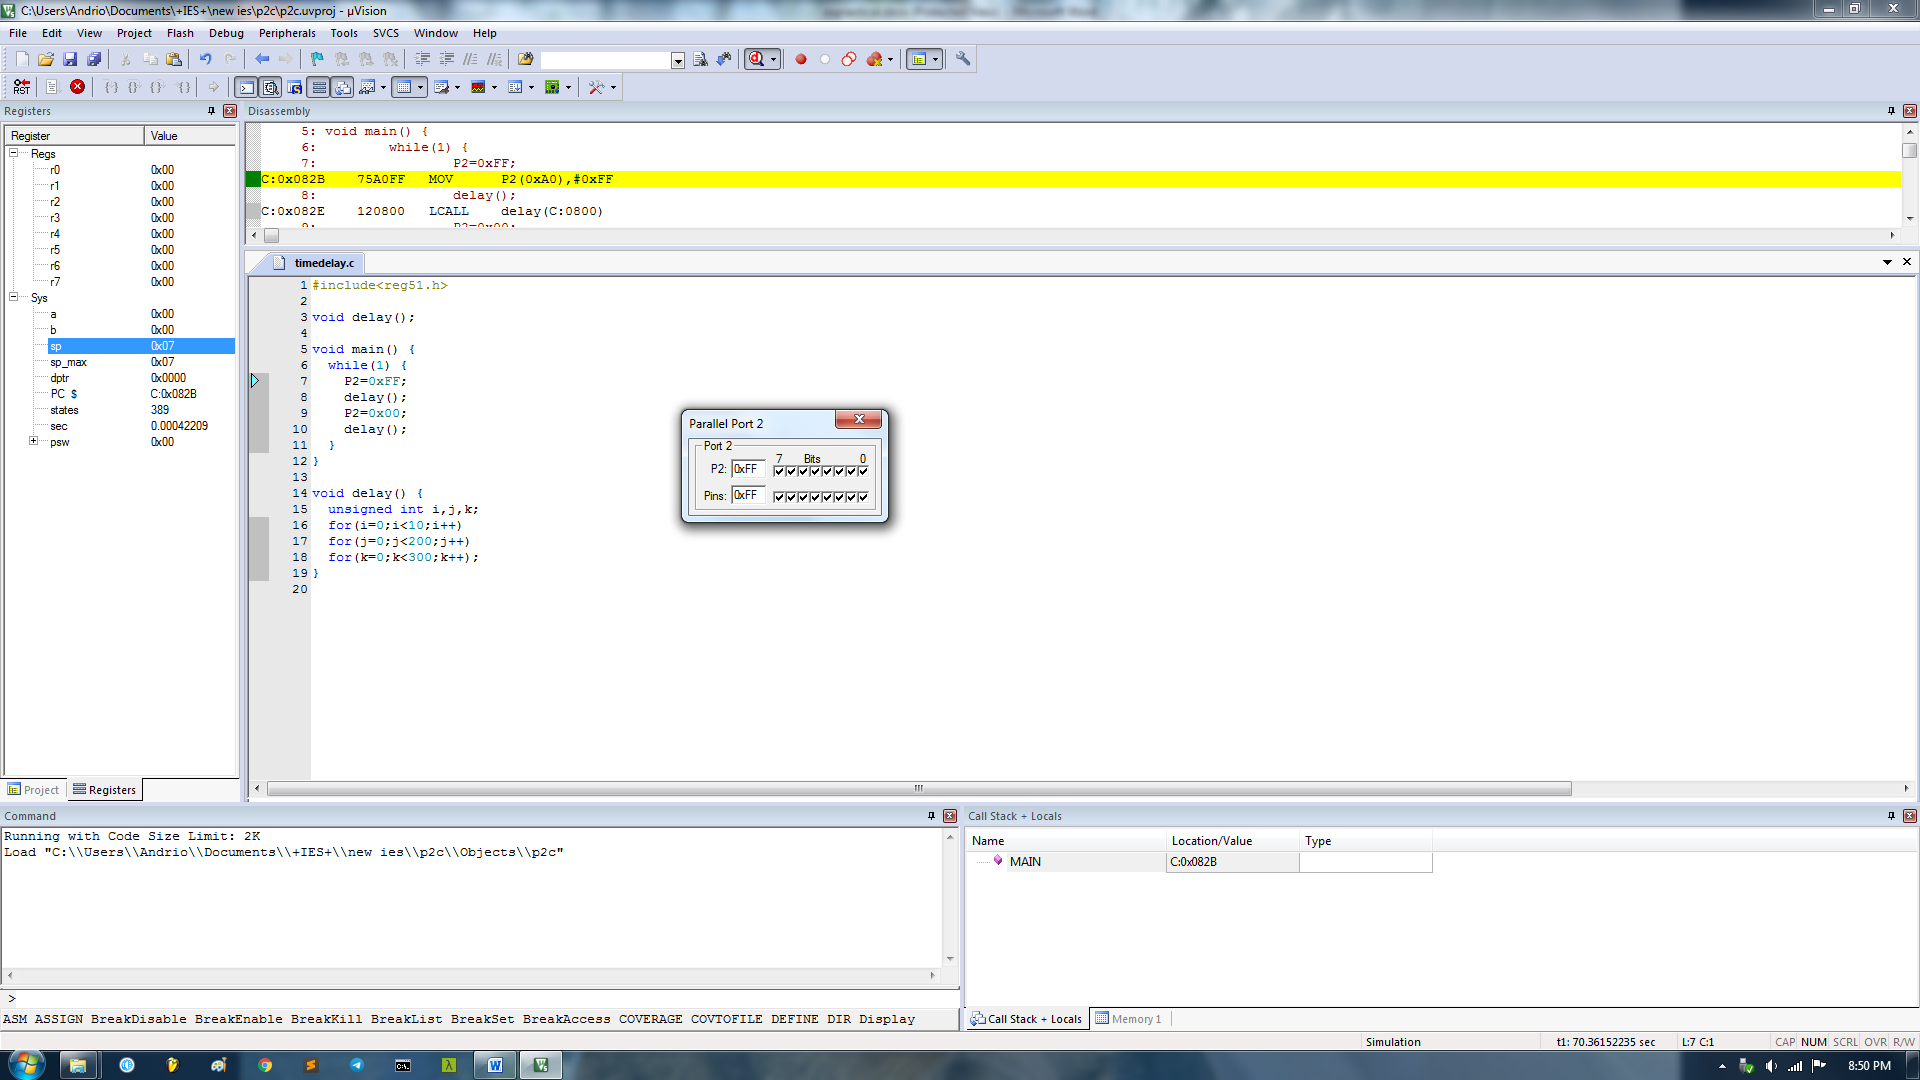 C:\Users\Andrio\Documents\+IES+\new ies\p2c\p2c.uvproj - µVision
File Edit View Project Flash Debug Peripherals Tools SVCS Window Help
RST
Registers
Register Value
Regs
r0 0x00
r1 0x00
r2 0x00
r3 0x00
r4 0x00
r5 0x00
r6 0x00
r7 0x00
Sys
a 0x00
b 0x00
sp 0x07
sp_max 0x07
dptr 0x0000
PC $ C:0x082B
states 389
sec 0.00042209
psw 0x00
Project Registers
Disassembly
5: void main() {
6: while(1) {
7: P2=0xFF;
C:0x082B 75A0FF MOV P2(0xA0),#0xFF
8: delay();
C:0x082E 120800 LCALL delay(C:0800)
9: P2=0x00;
timedelay.c
1 #include<reg51.h>
2
3 void delay();
4
5 void main() {
6 while(1) {
7 P2=0xFF;
8 delay();
9 P2=0x00;
10 delay();
11 }
12 }
13
14 void delay() {
15 unsigned int i,j,k;
16 for(i=0;i<10;i++)
17 for(j=0;j<200;j++)
18 for(k=0;k<300;k++);
19 }
20
Parallel Port 2
Port 2
7 Bits 0
P2: 0xFF
Pins: 0xFF
Command
Running with Code Size Limit: 2K
Load "C:\\Users\\Andrio\\Documents\\+IES+\\new ies\\p2c\\Objects\\p2c"
>
ASM ASSIGN BreakDisable BreakEnable BreakKill BreakList BreakSet BreakAccess COVERAGE COVTOFILE DEFINE DIR Display
Call Stack + Locals
Name Location/Value Type
MAIN C:0x082B
Call Stack + Locals Memory 1
Simulation t1: 70.36152235 sec L:7 C:1 CAP NUM SCRL OVR R/W
8:50 PM